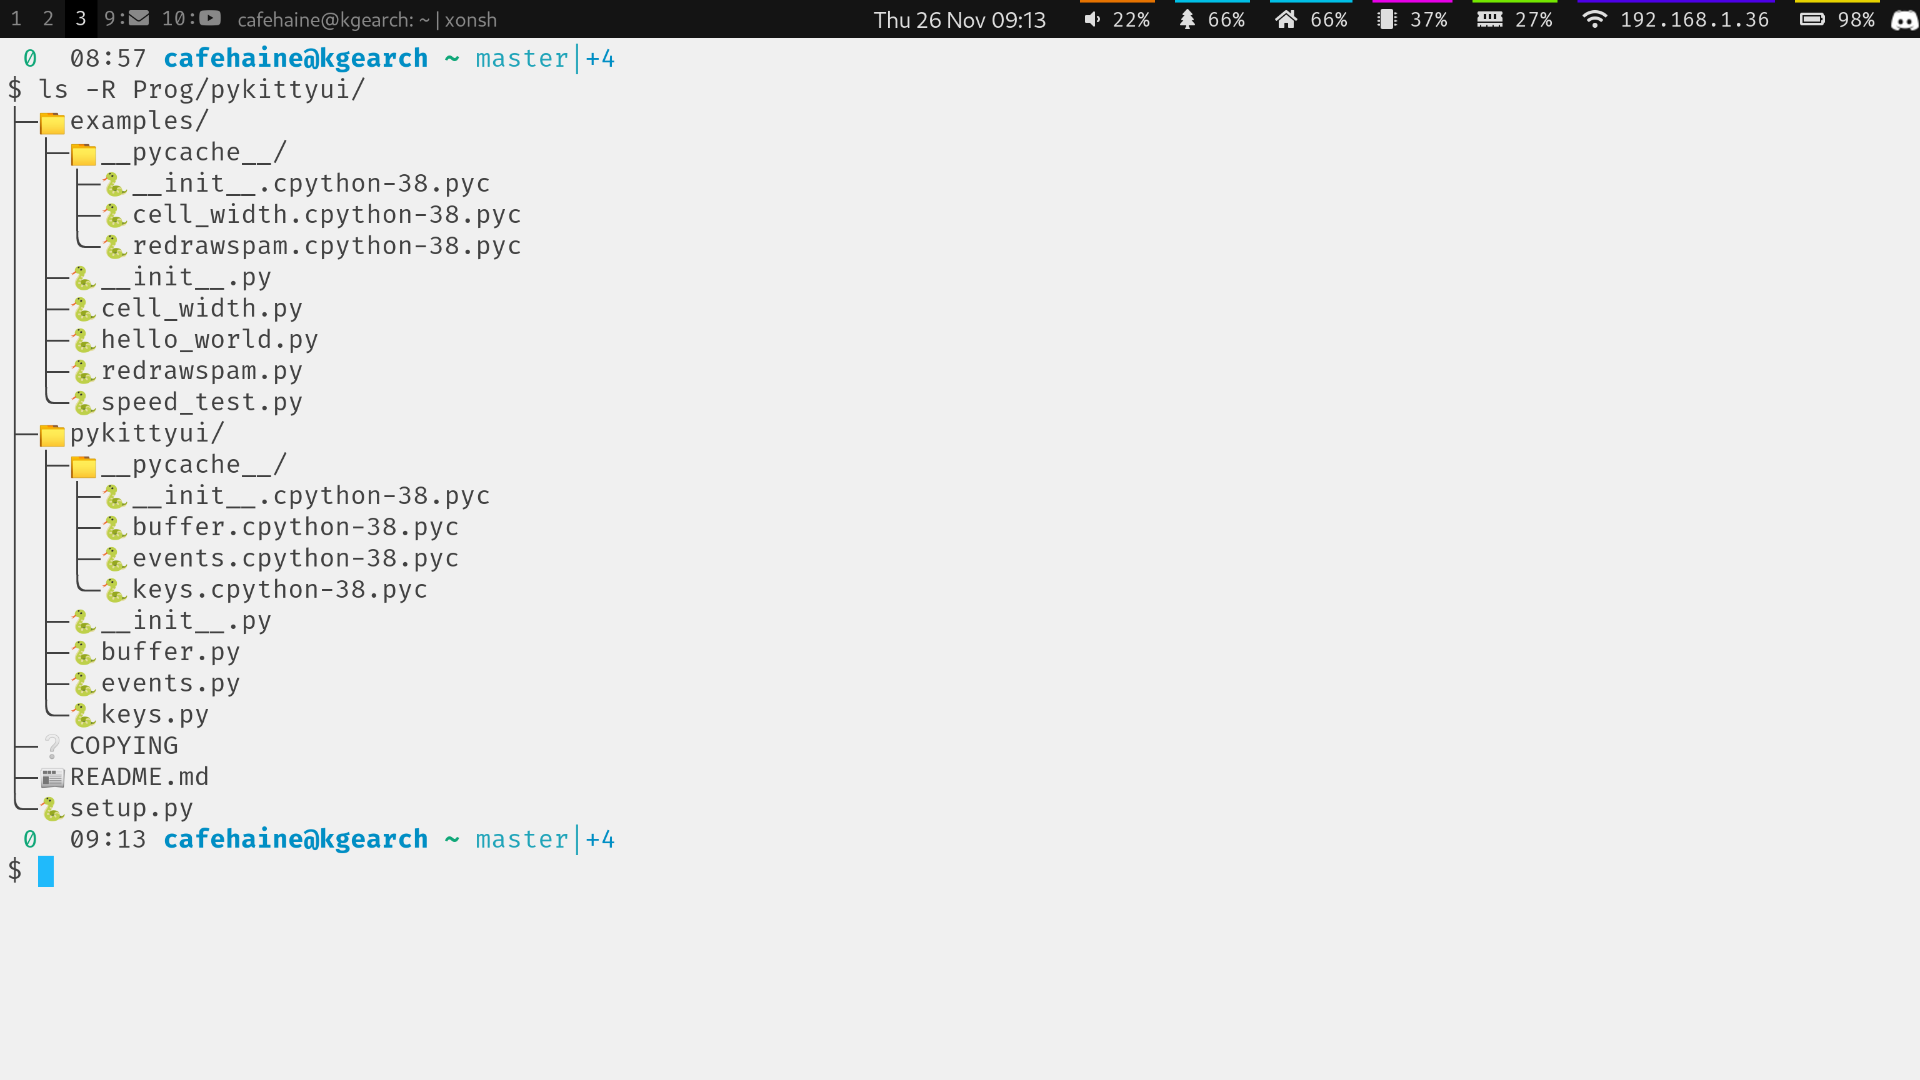 1 2 3 9: 10: cafehaine@kgearch: ~ | xonsh Thu 26 Nov 09:13 22% 66% 66% 37% 27% 192.168.1.36 98%
0 08:57 cafehaine@kgearch ~ master|+4
$ ls -R Prog/pykittyui/
examples/
__pycache__/
__init__.cpython-38.pyc
cell_width.cpython-38.pyc
redrawspam.cpython-38.pyc
__init__.py
cell_width.py
hello_world.py
redrawspam.py
speed_test.py
pykittyui/
__pycache__/
__init__.cpython-38.pyc
buffer.cpython-38.pyc
events.cpython-38.pyc
keys.cpython-38.pyc
__init__.py
buffer.py
events.py
keys.py
COPYING
README.md
setup.py
0 09:13 cafehaine@kgearch ~ master|+4
$